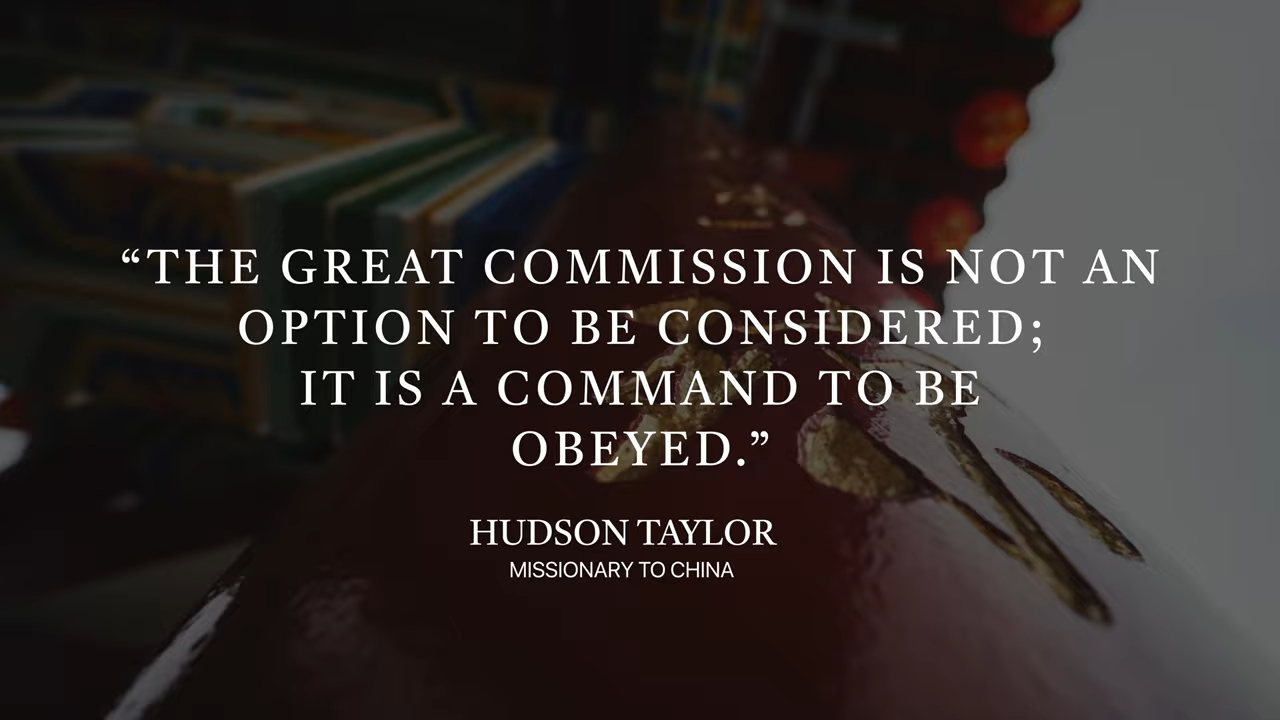 “THE GREAT COMMISSION IS NOT AN
OPTION TO BE CONSIDERED;
IT IS A COMMAND TO BE
OBEYED.”
HUDSON TAYLOR
MISSIONARY TO CHINA